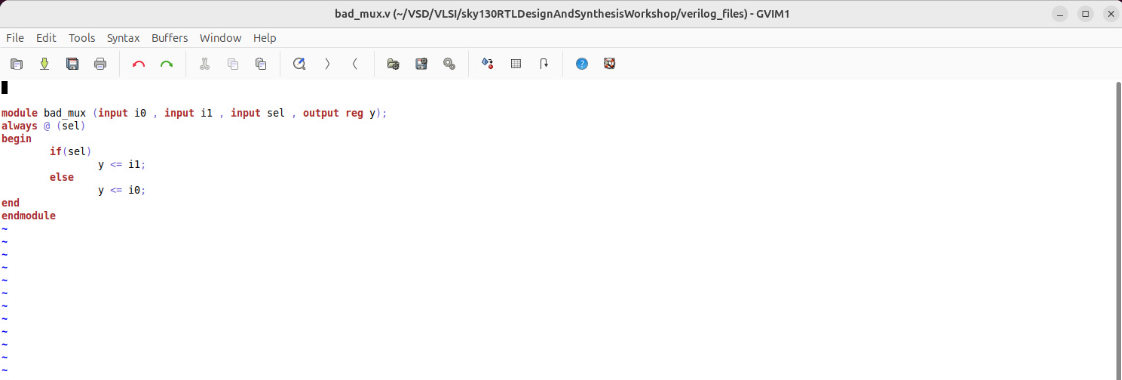 bad_mux.v (~/VSD/VLSI/sky130RTLDesignAndSynthesisWorkshop/verilog_files) - GVIM1
File Edit Tools Syntax Buffers Window Help
module bad_mux (input i0 , input i1 , input sel , output reg y);
always @ (sel)
begin
        if(sel)
                y <= i1;
        else
                y <= i0;
end
endmodule
~
~
~
~
~
~
~
~
~
~
~
~